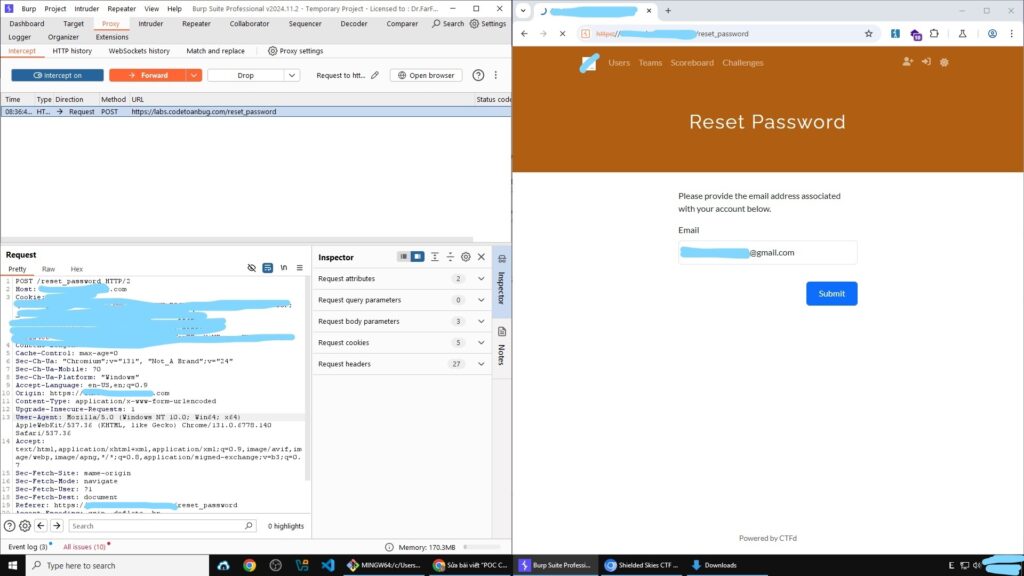 Burp Project Intruder Repeater View Help Burp Suite Professional v2024.11.2 - Temporary Project - Licensed to : Dr.FarF...
Dashboard Target Proxy Intruder Repeater Collaborator Sequencer Decoder Comparer Search Settings
Logger Organizer Extensions
Intercept HTTP history WebSockets history Match and replace Proxy settings
Intercept on Forward Drop Request to htt... Open browser
Time Type Direction Method URL Status code
08:36:4... HT... → Request POST https://labs.codetoanbug.com/reset_password
Request
Pretty Raw Hex
1 POST /reset_password HTTP/2
2 Host: .com
3 Cookie:
5 Cache-Control: max-age=0
6 Sec-Ch-Ua: "Chromium";v="131", "Not_A Brand";v="24"
7 Sec-Ch-Ua-Mobile: ?0
8 Sec-Ch-Ua-Platform: "Windows"
9 Accept-Language: en-US,en;q=0.9
10 Origin: https:// .com
11 Content-Type: application/x-www-form-urlencoded
12 Upgrade-Insecure-Requests: 1
13 User-Agent: Mozilla/5.0 (Windows NT 10.0; Win64; x64)
AppleWebKit/537.36 (KHTML, like Gecko) Chrome/131.0.6778.140
Safari/537.36
14 Accept:
text/html,application/xhtml+xml,application/xml;q=0.9,image/avif,im
age/webp,image/apng,*/*;q=0.8,application/signed-exchange;v=b3;q=0.
7
15 Sec-Fetch-Site: same-origin
16 Sec-Fetch-Mode: navigate
17 Sec-Fetch-User: ?1
18 Sec-Fetch-Dest: document
19 Referer: https: /reset_password
Search 0 highlights
Event log (3) All issues (10) Memory: 170.3MB
Inspector
Request attributes 2
Request query parameters 0
Request body parameters 3
Request cookies 5
Request headers 27
Inspector
Notes
https:// /reset_password
Users Teams Scoreboard Challenges
Reset Password
Please provide the email address associated
with your account below.
Email
@gmail.com
Submit
Powered by CTFd
Type here to search
MINGW64:/c/Users... Sửa bài viết "POC C... Burp Suite Professi... Shielded Skies CTF ... Downloads E